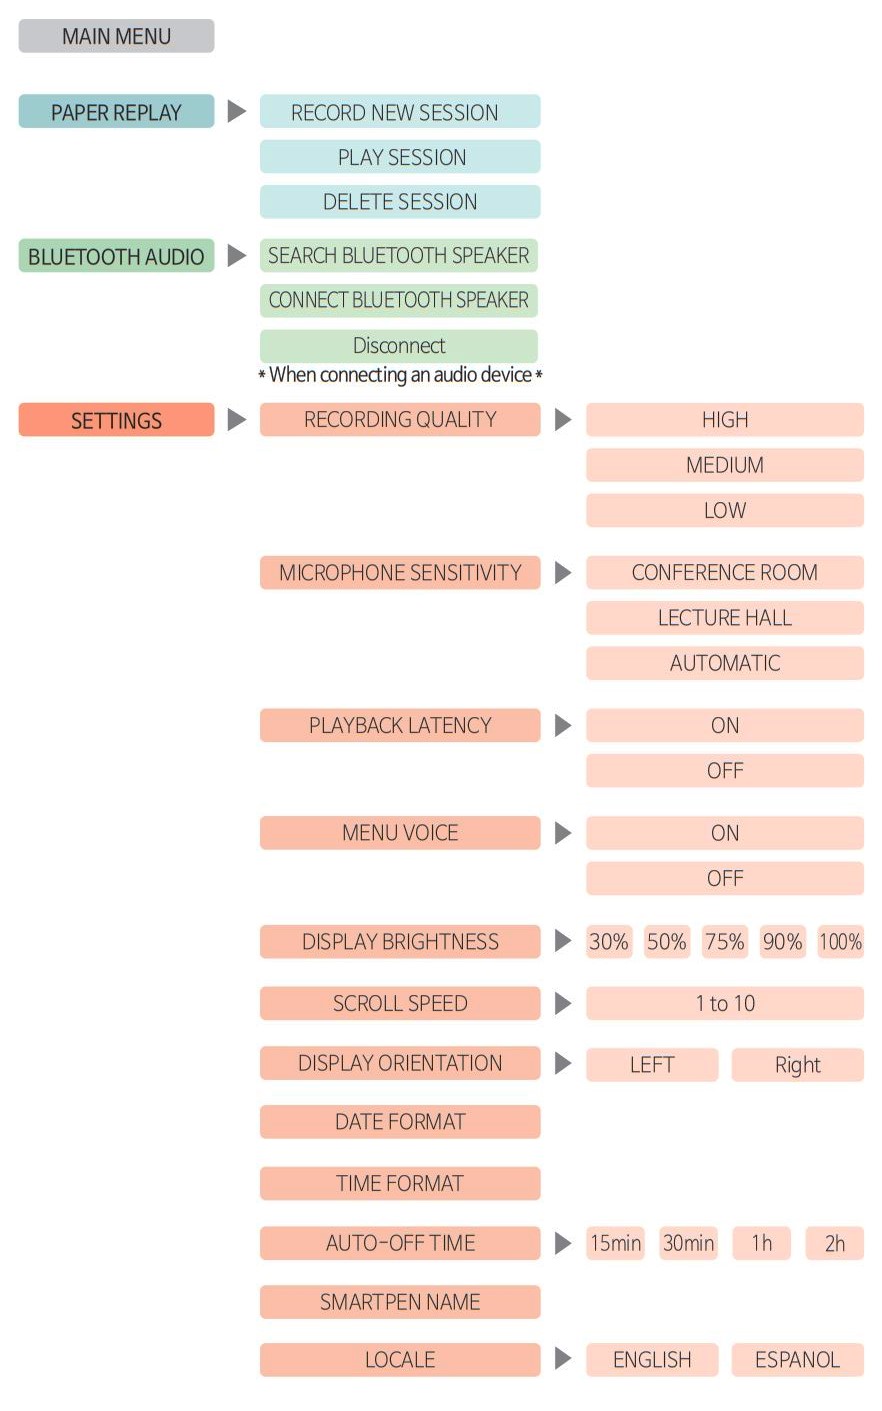 MAIN MENU
PAPER REPLAY
RECORD NEW SESSION
PLAY SESSION
DELETE SESSION
BLUETOOTH AUDIO
SEARCH BLUETOOTH SPEAKER
CONNECT BLUETOOTH SPEAKER
Disconnect
* When connecting an audio device *
SETTINGS
RECORDING QUALITY
HIGH
MEDIUM
LOW
MICROPHONE SENSITIVITY
CONFERENCE ROOM
LECTURE HALL
AUTOMATIC
PLAYBACK LATENCY
ON
OFF
MENU VOICE
ON
OFF
DISPLAY BRIGHTNESS
30% 50% 75% 90% 100%
SCROLL SPEED
1 to 10
DISPLAY ORIENTATION
LEFT Right
DATE FORMAT
TIME FORMAT
AUTO-OFF TIME
15min 30min 1h 2h
SMARTPEN NAME
LOCALE
ENGLISH ESPANOL